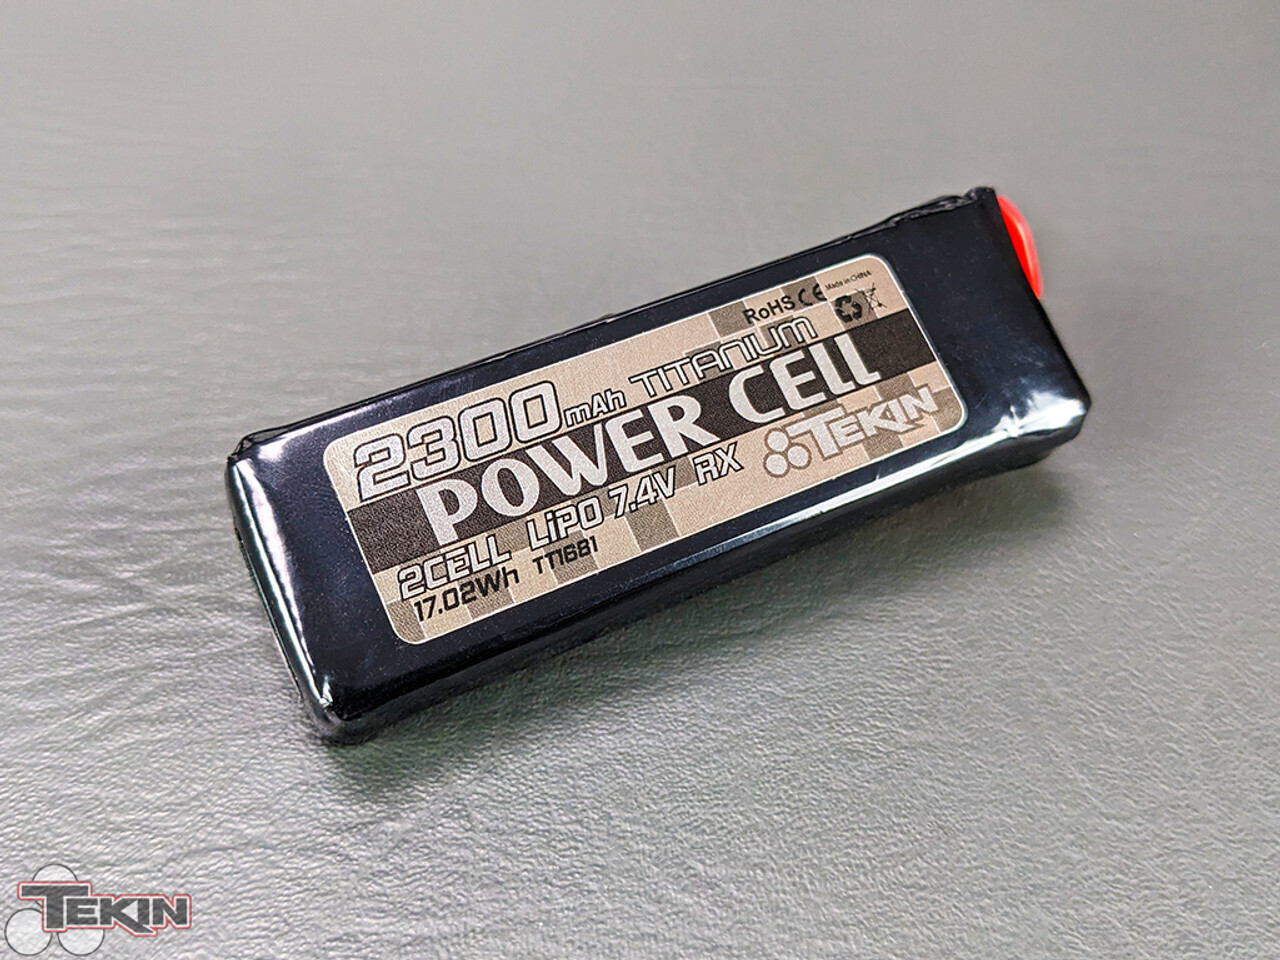 RoHS CE Made in CHINA
2300mAh TITANIUM
POWER CELL
2CELL LiPO 7.4V RX
TEKIN
17.02Wh TT1681
TEKIN